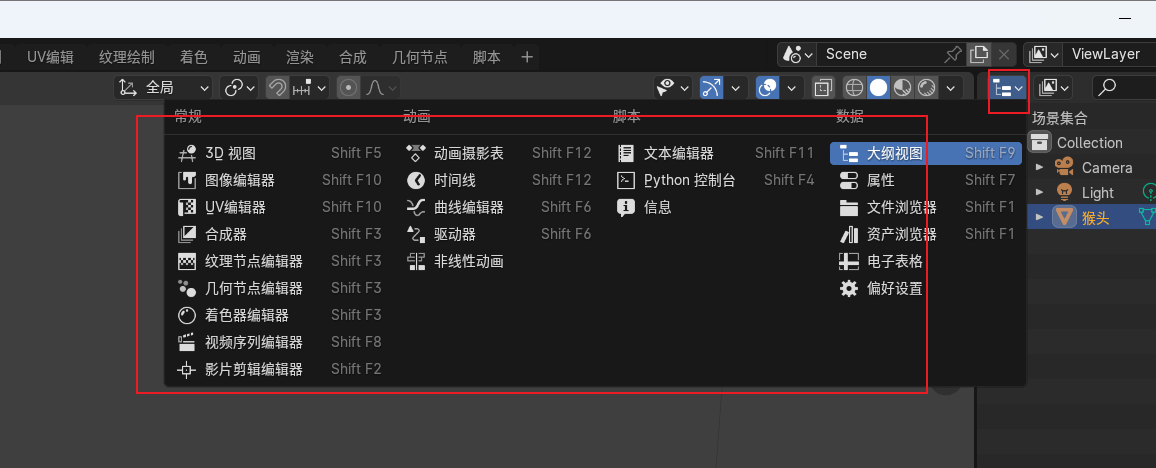 UV编辑 纹理绘制 着色 动画 渲染 合成 几何节点 脚本 + Scene ViewLayer
全局
常规 动画 脚本 数据 场景集合
Collection
3D 视图 Shift F5 动画摄影表 Shift F12 文本编辑器 Shift F11 大纲视图 Shift F9
Camera
图像编辑器 Shift F10 时间线 Shift F12 Python 控制台 Shift F4 属性 Shift F7
Light
UV编辑器 Shift F10 曲线编辑器 Shift F6 信息 文件浏览器 Shift F1
猴头
合成器 Shift F3 驱动器 Shift F6 资产浏览器 Shift F1
纹理节点编辑器 Shift F3 非线性动画 电子表格
几何节点编辑器 Shift F3 偏好设置
着色器编辑器 Shift F3
视频序列编辑器 Shift F8
影片剪辑编辑器 Shift F2